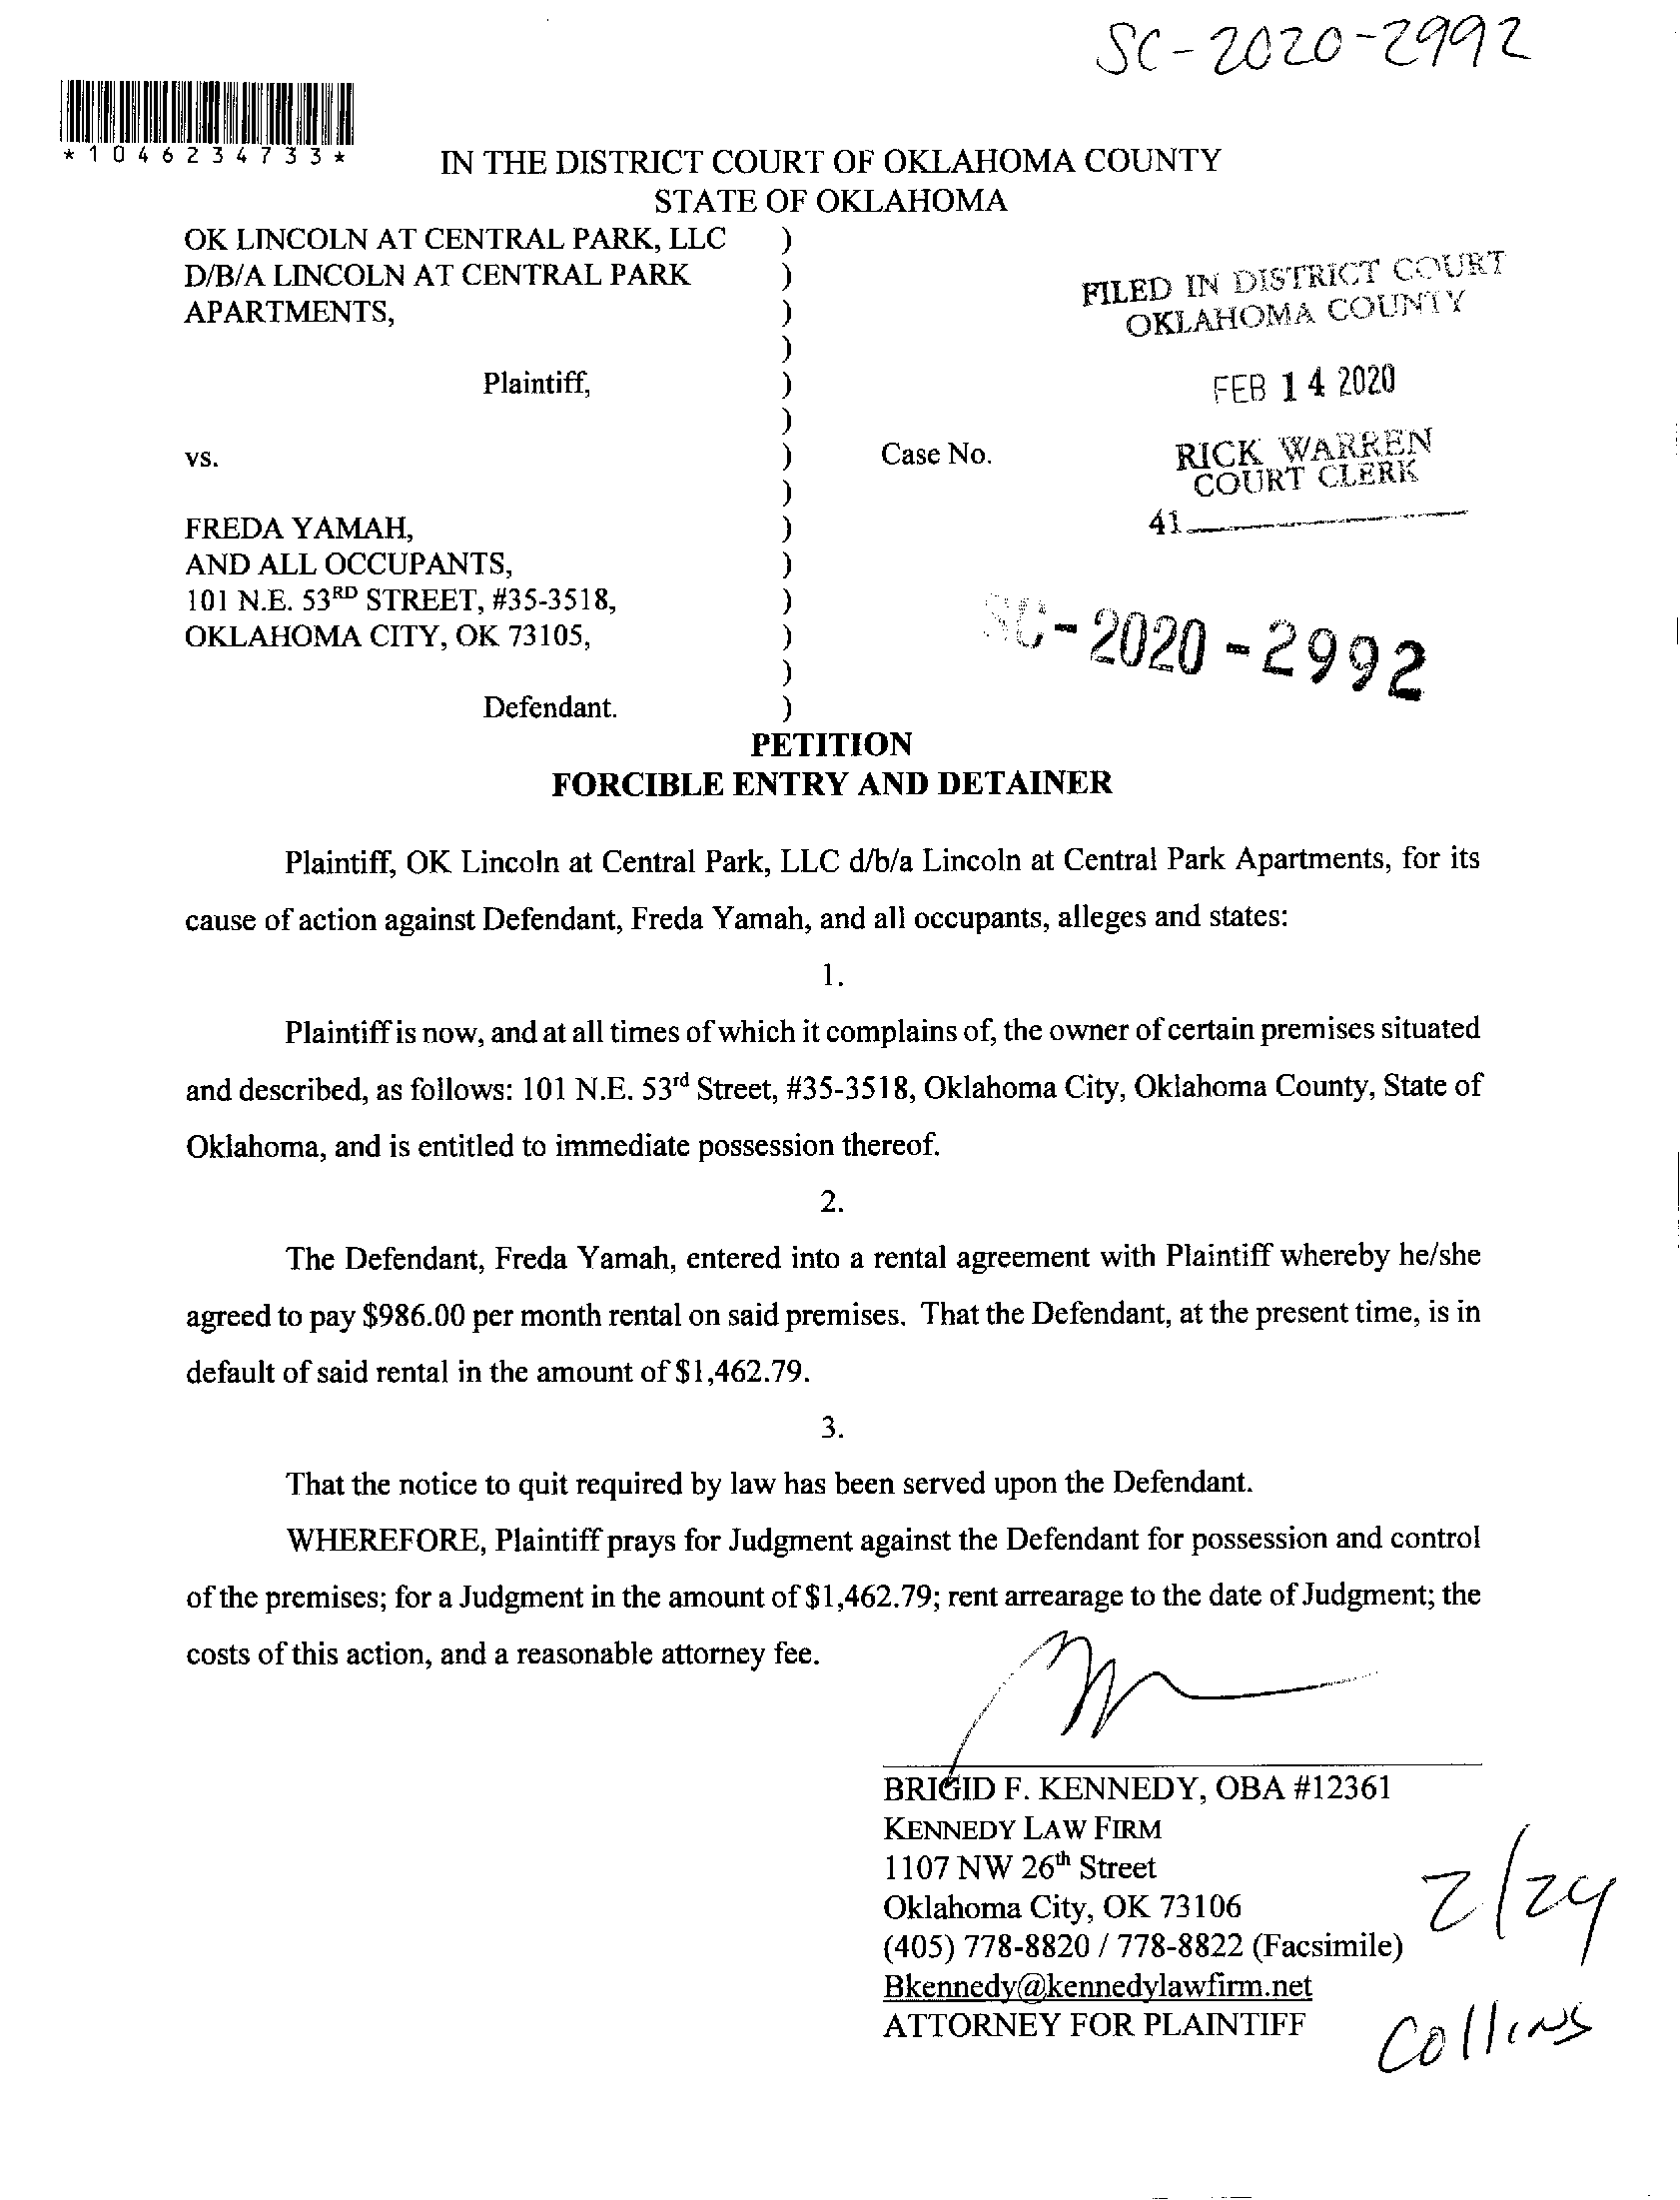 SC-2020-2992
*1046234733*
IN THE DISTRICT COURT OF OKLAHOMA COUNTY
STATE OF OKLAHOMA
OK LINCOLN AT CENTRAL PARK, LLC )
D/B/A LINCOLN AT CENTRAL PARK )
APARTMENTS, )
)
Plaintiff, )
)
vs. ) Case No.
)
FREDA YAMAH, )
AND ALL OCCUPANTS, )
101 N.E. 53RD STREET, #35-3518, )
OKLAHOMA CITY, OK 73105, )
)
Defendant. )
FILED IN DISTRICT COURT
OKLAHOMA COUNTY
FEB 14 2020
RICK WARREN
COURT CLERK
41
SC-2020-2992
PETITION
FORCIBLE ENTRY AND DETAINER
Plaintiff, OK Lincoln at Central Park, LLC d/b/a Lincoln at Central Park Apartments, for its
cause of action against Defendant, Freda Yamah, and all occupants, alleges and states:
1.
Plaintiff is now, and at all times of which it complains of, the owner of certain premises situated
and described, as follows: 101 N.E. 53rd Street, #35-3518, Oklahoma City, Oklahoma County, State of
Oklahoma, and is entitled to immediate possession thereof.
2.
The Defendant, Freda Yamah, entered into a rental agreement with Plaintiff whereby he/she
agreed to pay $986.00 per month rental on said premises. That the Defendant, at the present time, is in
default of said rental in the amount of $1,462.79.
3.
That the notice to quit required by law has been served upon the Defendant.
WHEREFORE, Plaintiff prays for Judgment against the Defendant for possession and control
of the premises; for a Judgment in the amount of $1,462.79; rent arrearage to the date of Judgment; the
costs of this action, and a reasonable attorney fee.
BRIGID F. KENNEDY, OBA #12361
KENNEDY LAW FIRM
1107 NW 26th Street
Oklahoma City, OK 73106
(405) 778-8820 / 778-8822 (Facsimile)
Bkennedy@kennedylawfirm.net
ATTORNEY FOR PLAINTIFF
2/24
Collins